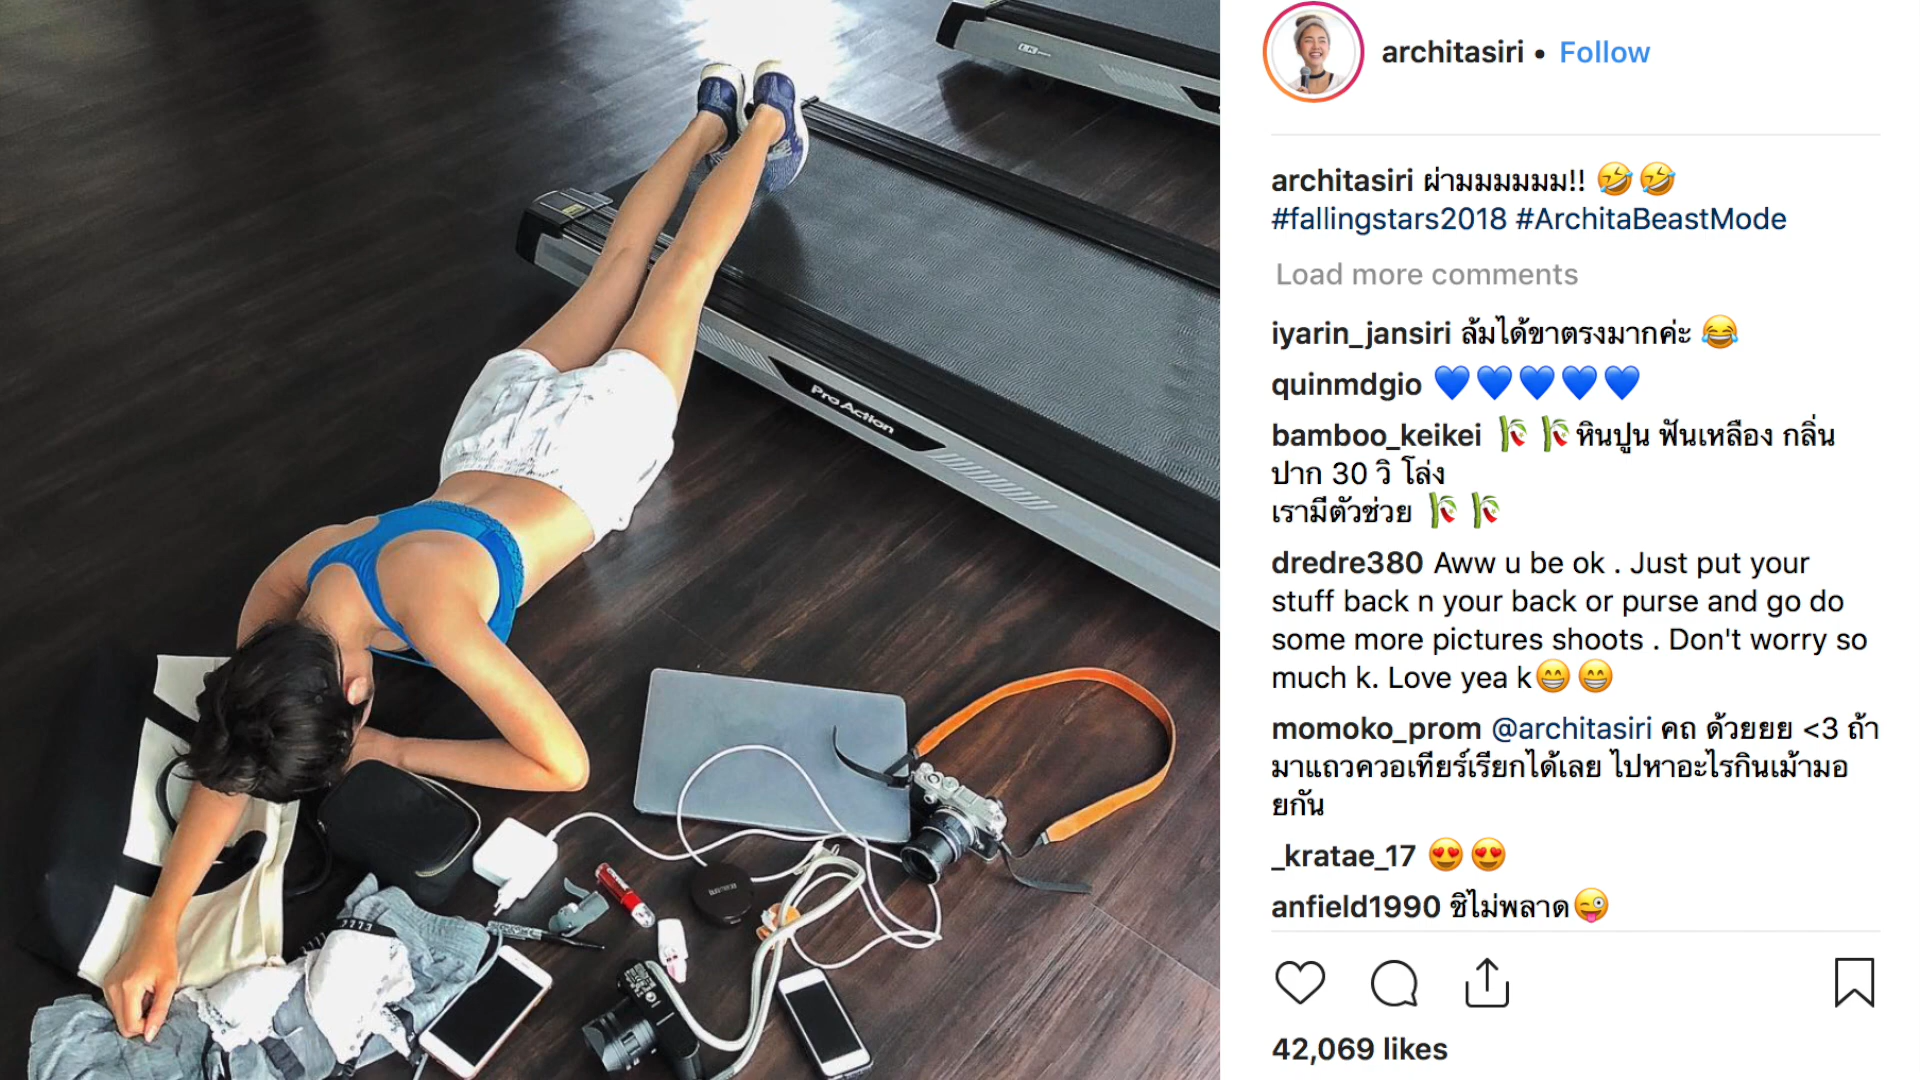 architasiri • Follow
architasiri ผ่ามมมมมม!! 🤣🤣
#fallingstars2018 #ArchitaBeastMode
Load more comments
iyarin_jansiri ล้มได้ขาตรงมากค่ะ 😂
quinmdgio 💙💙💙💙💙
bamboo_keikei 🎋🎋หินปูน ฟันเหลือง กลิ่น
ปาก 30 วิ โล่ง
เรามีตัวช่วย 🎋🎋
dredre380 Aww u be ok . Just put your
stuff back n your back or purse and go do
some more pictures shoots . Don't worry so
much k. Love yea k😁😁
momoko_prom @architasiri คถ ด้วยยย <3 ถ้า
มาแถวควอเทียร์เรียกได้เลย ไปหาอะไรกินเม้ามอ
ยกัน
_kratae_17 😍😍
anfield1990 ชิไม่พลาด😜
42,069 likes
Pro Action
ELLE